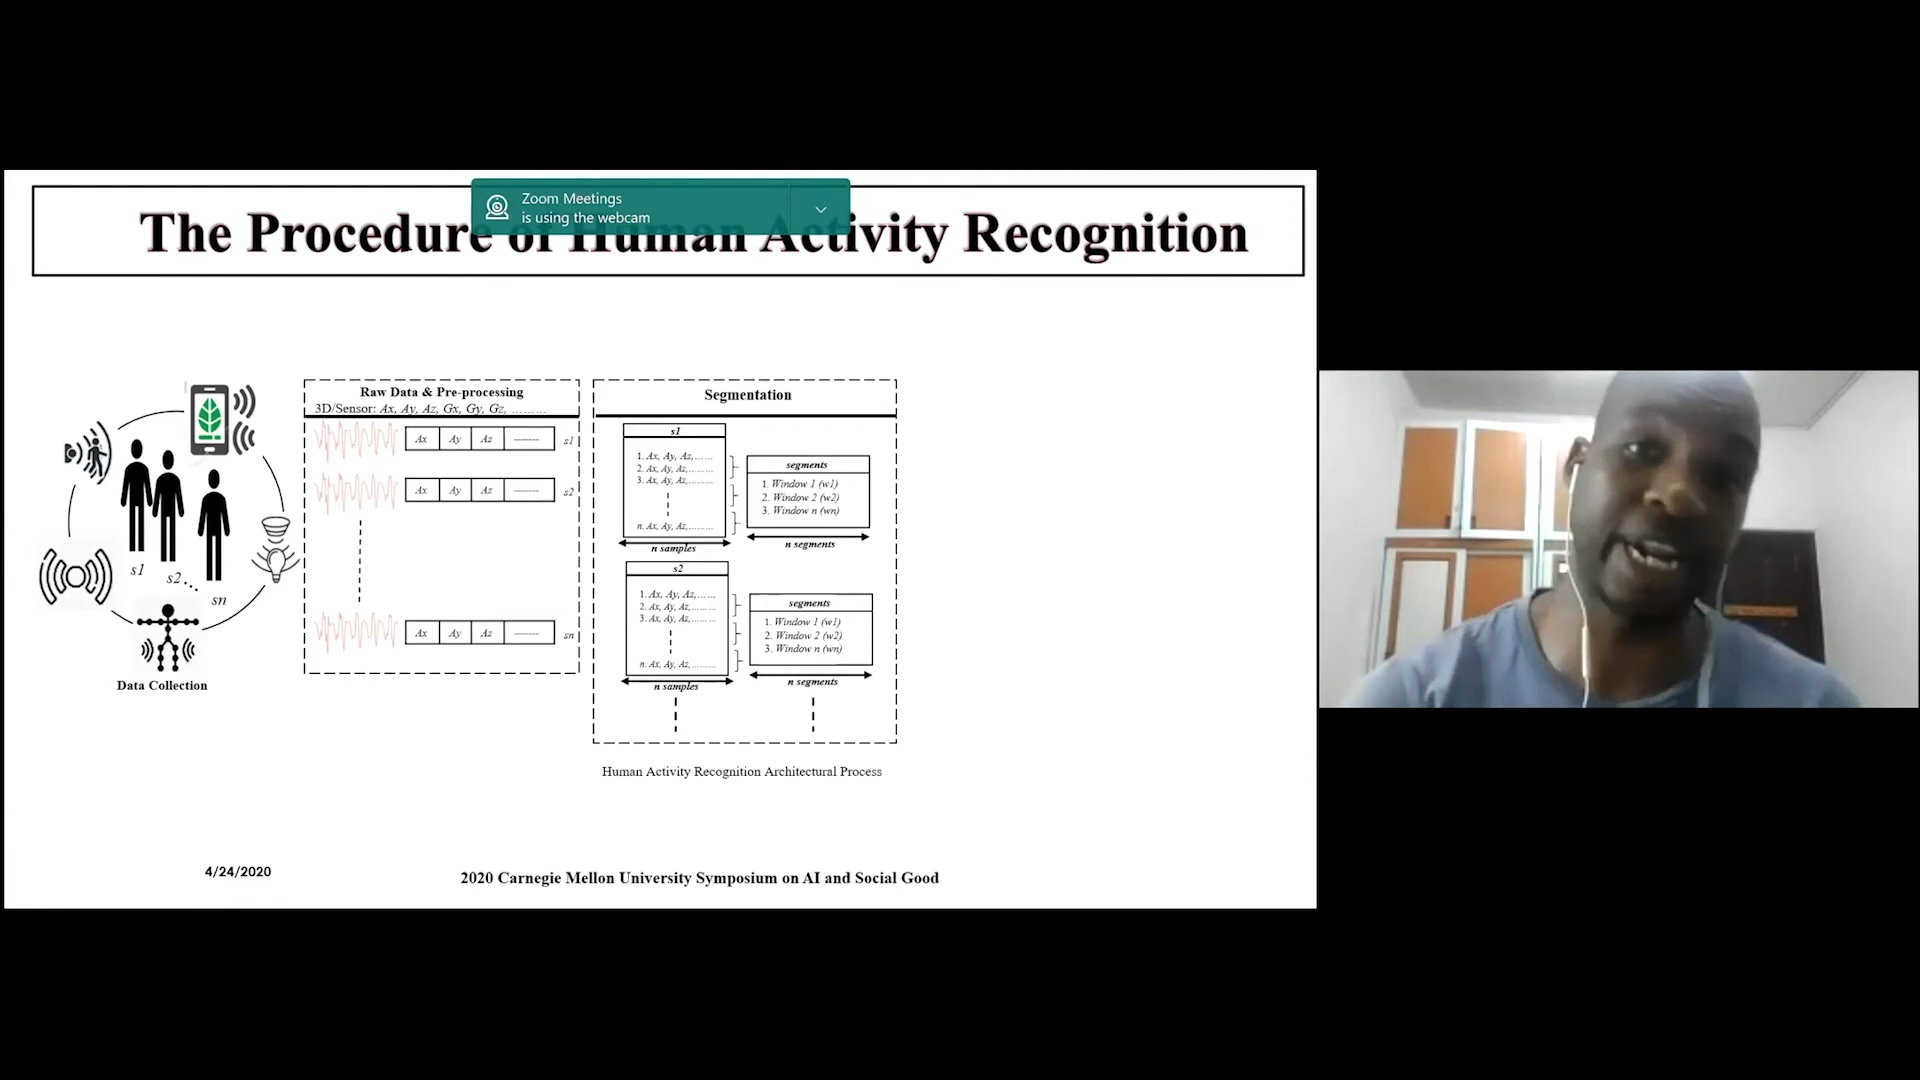 Zoom Meetings
is using the webcam
The Procedure of Human Activity Recognition
s1
s2
sn
Data Collection
Raw Data & Pre-processing
3D/Sensor: Ax, Ay, Az, Gx, Gy, Gz, ..........
Ax Ay Az -------- s1
Ax Ay Az -------- s2
Ax Ay Az -------- sn
Segmentation
s1
1. Ax, Ay, Az,.......
2. Ax, Ay, Az,.......
3. Ax, Ay, Az,.......
n. Ax, Ay, Az,.......
n samples
segments
1. Window 1 (w1)
2. Window 2 (w2)
3. Window n (wn)
n segments
s2
1. Ax, Ay, Az,.......
2. Ax, Ay, Az,.......
3. Ax, Ay, Az,.......
n. Ax, Ay, Az,.......
n samples
segments
1. Window 1 (w1)
2. Window 2 (w2)
3. Window n (wn)
n segments
Human Activity Recognition Architectural Process
4/24/2020
2020 Carnegie Mellon University Symposium on AI and Social Good